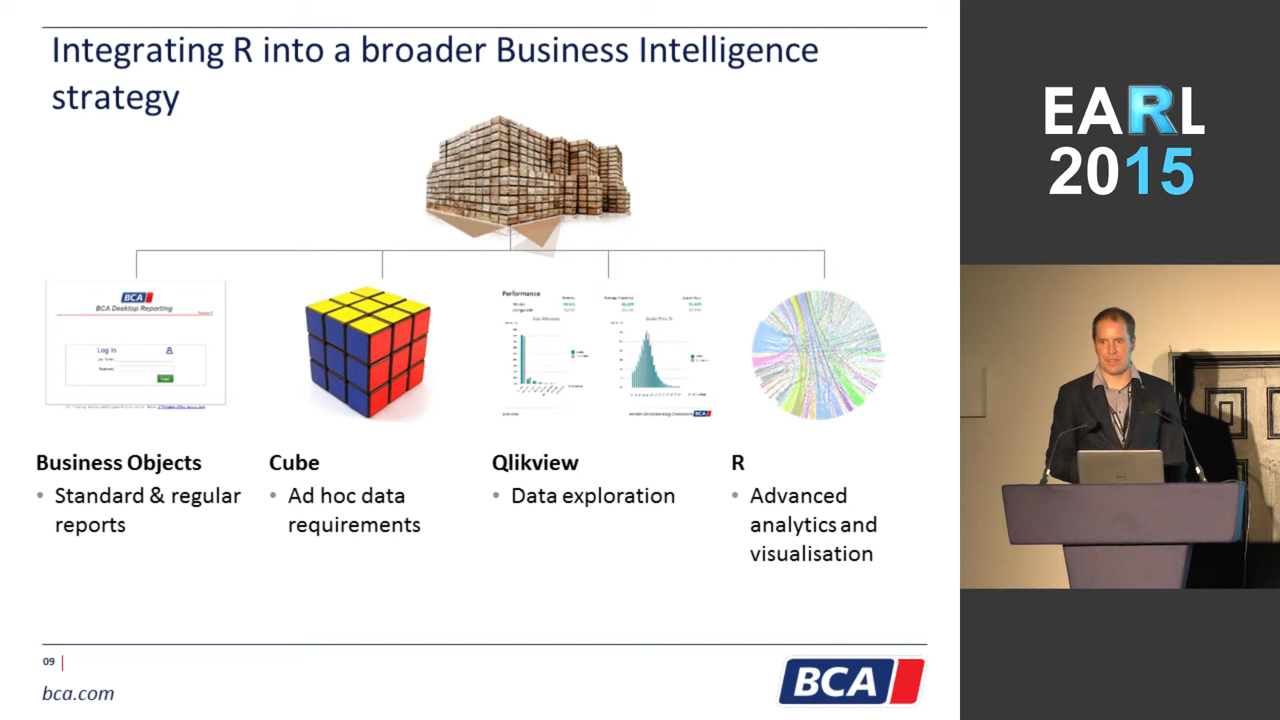 Integrating R into a broader Business Intelligence
strategy
EARL
2015
BCA
BCA Desktop Reporting
Log In
Performance
Business Objects
• Standard & regular
reports
Cube
• Ad hoc data
requirements
Qlikview
• Data exploration
R
• Advanced
analytics and
visualisation
09
bca.com
BCA